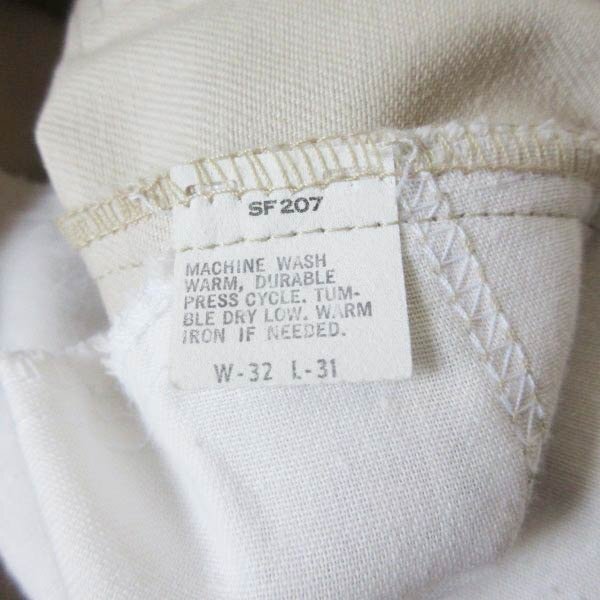 SF 207
MACHINE WASH
WARM, DURABLE
PRESS CYCLE. TUM-
BLE DRY LOW. WARM
IRON IF NEEDED.
W-32 L-31